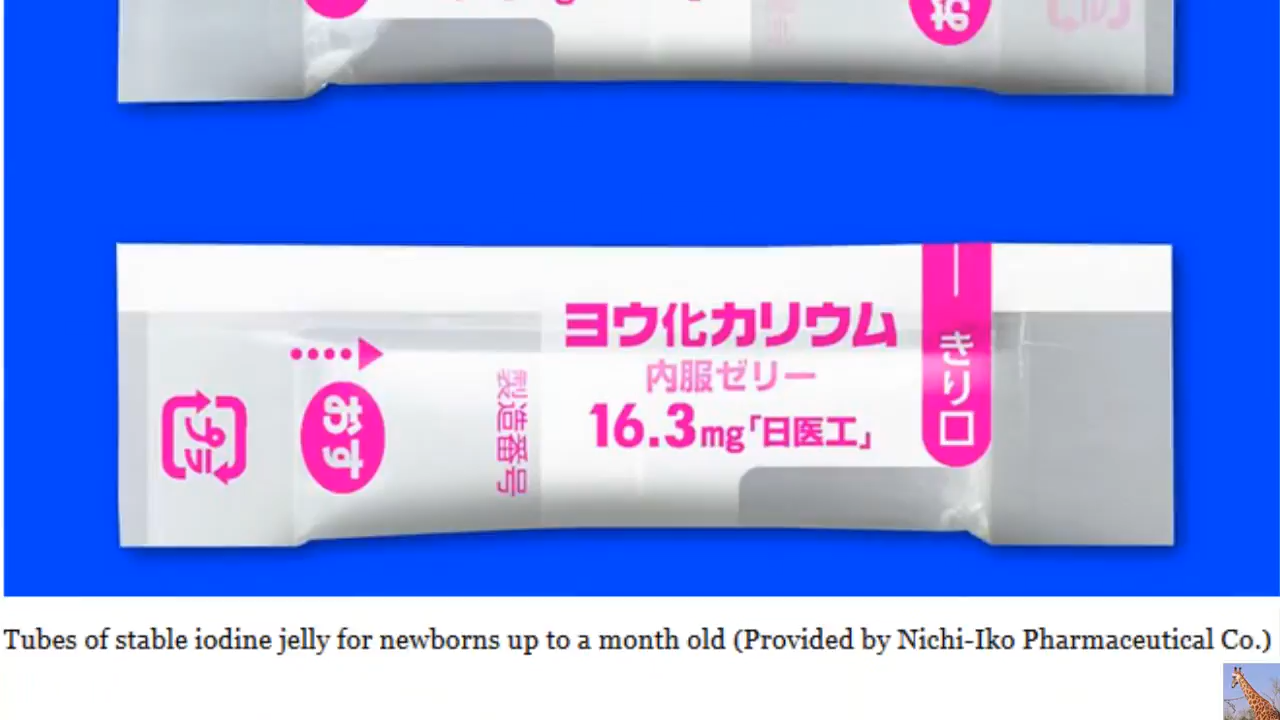 ヨウ化カリウム
内服ゼリー
16.3mg「日医工」
きり口
製造番号
おす
プラ
Tubes of stable iodine jelly for newborns up to a month old (Provided by Nichi-Iko Pharmaceutical Co.)